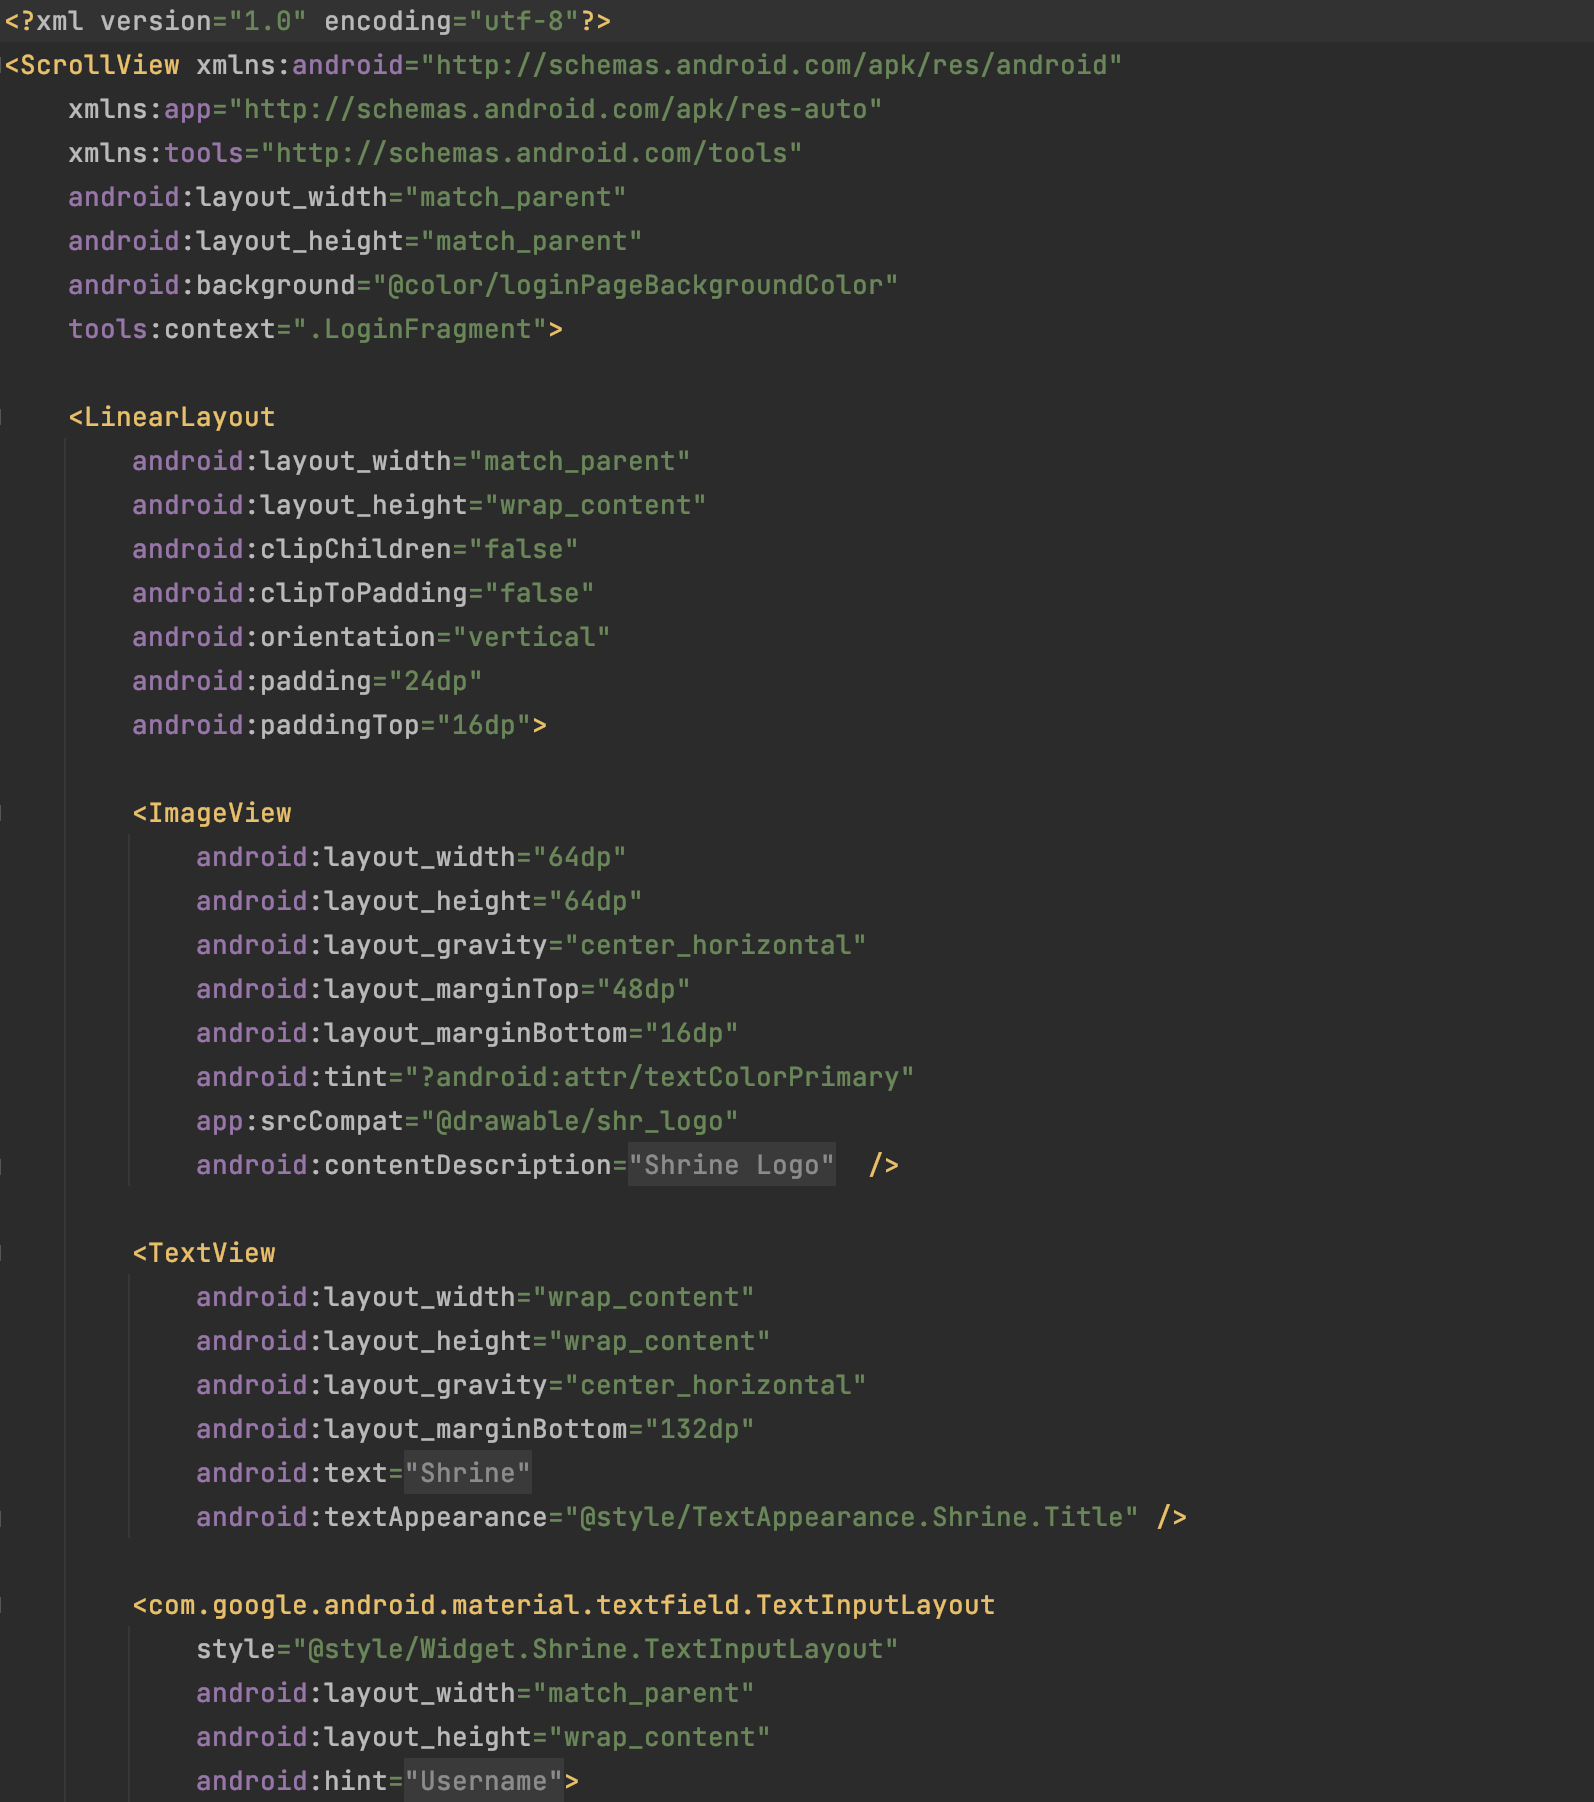 <?xml version="1.0" encoding="utf-8"?>
<ScrollView xmlns:android="http://schemas.android.com/apk/res/android"
    xmlns:app="http://schemas.android.com/apk/res-auto"
    xmlns:tools="http://schemas.android.com/tools"
    android:layout_width="match_parent"
    android:layout_height="match_parent"
    android:background="@color/loginPageBackgroundColor"
    tools:context=".LoginFragment">

    <LinearLayout
        android:layout_width="match_parent"
        android:layout_height="wrap_content"
        android:clipChildren="false"
        android:clipToPadding="false"
        android:orientation="vertical"
        android:padding="24dp"
        android:paddingTop="16dp">

        <ImageView
            android:layout_width="64dp"
            android:layout_height="64dp"
            android:layout_gravity="center_horizontal"
            android:layout_marginTop="48dp"
            android:layout_marginBottom="16dp"
            android:tint="?android:attr/textColorPrimary"
            app:srcCompat="@drawable/shr_logo"
            android:contentDescription="Shrine Logo"  />

        <TextView
            android:layout_width="wrap_content"
            android:layout_height="wrap_content"
            android:layout_gravity="center_horizontal"
            android:layout_marginBottom="132dp"
            android:text="Shrine"
            android:textAppearance="@style/TextAppearance.Shrine.Title" />

        <com.google.android.material.textfield.TextInputLayout
            style="@style/Widget.Shrine.TextInputLayout"
            android:layout_width="match_parent"
            android:layout_height="wrap_content"
            android:hint="Username">